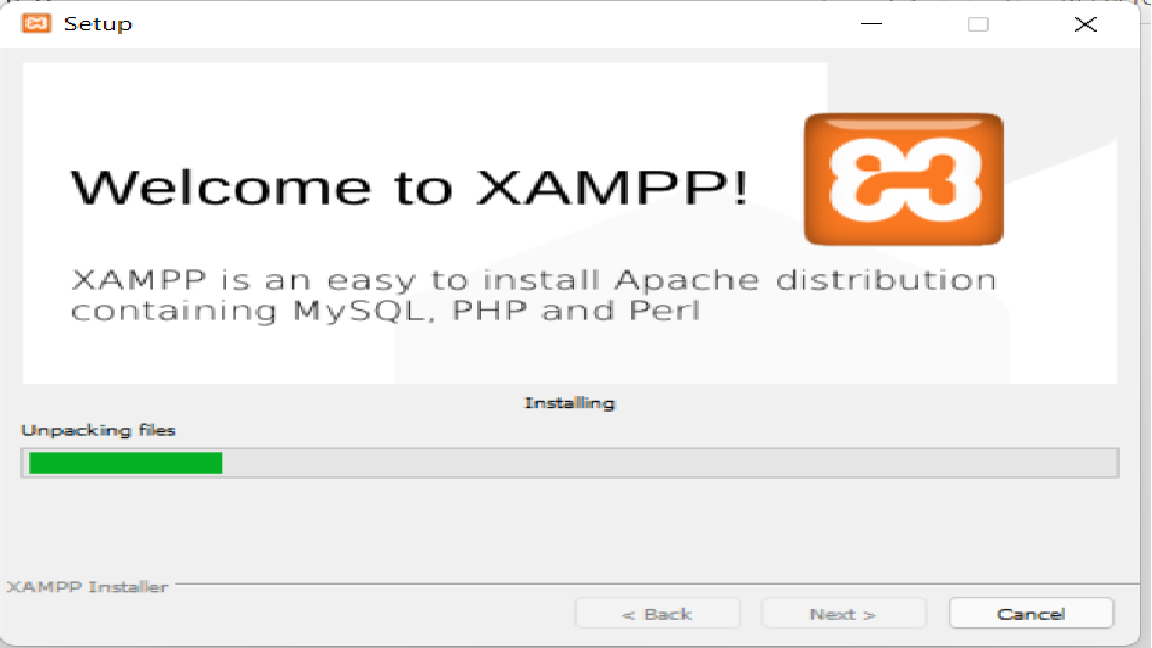 Setup
Welcome to XAMPP!
XAMPP is an easy to install Apache distribution
containing MySQL, PHP and Perl
Installing
Unpacking files
XAMPP Installer
< Back
Next >
Cancel